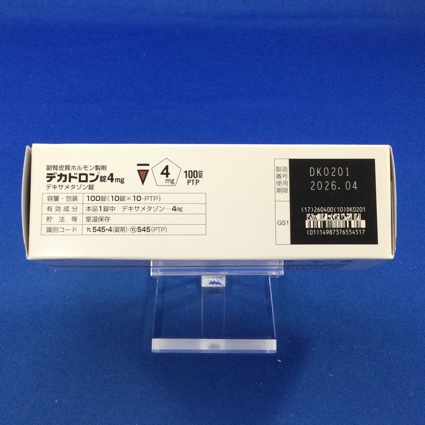 副腎皮質ホルモン製剤
デカドロン錠4mg
デキサメタゾン錠
4
mg
100錠
PTP
容量・包装 100錠(10錠×10・PTP)
有効成分 本品1錠中 デキサメタゾン…4mg
貯法等 室温保存
識別コード 545・4(錠剤)・545(PTP)
製造番号
使用期限
DK0201
2026.04
GS1
(17)260400(10)DK0201
(01)14987376554517